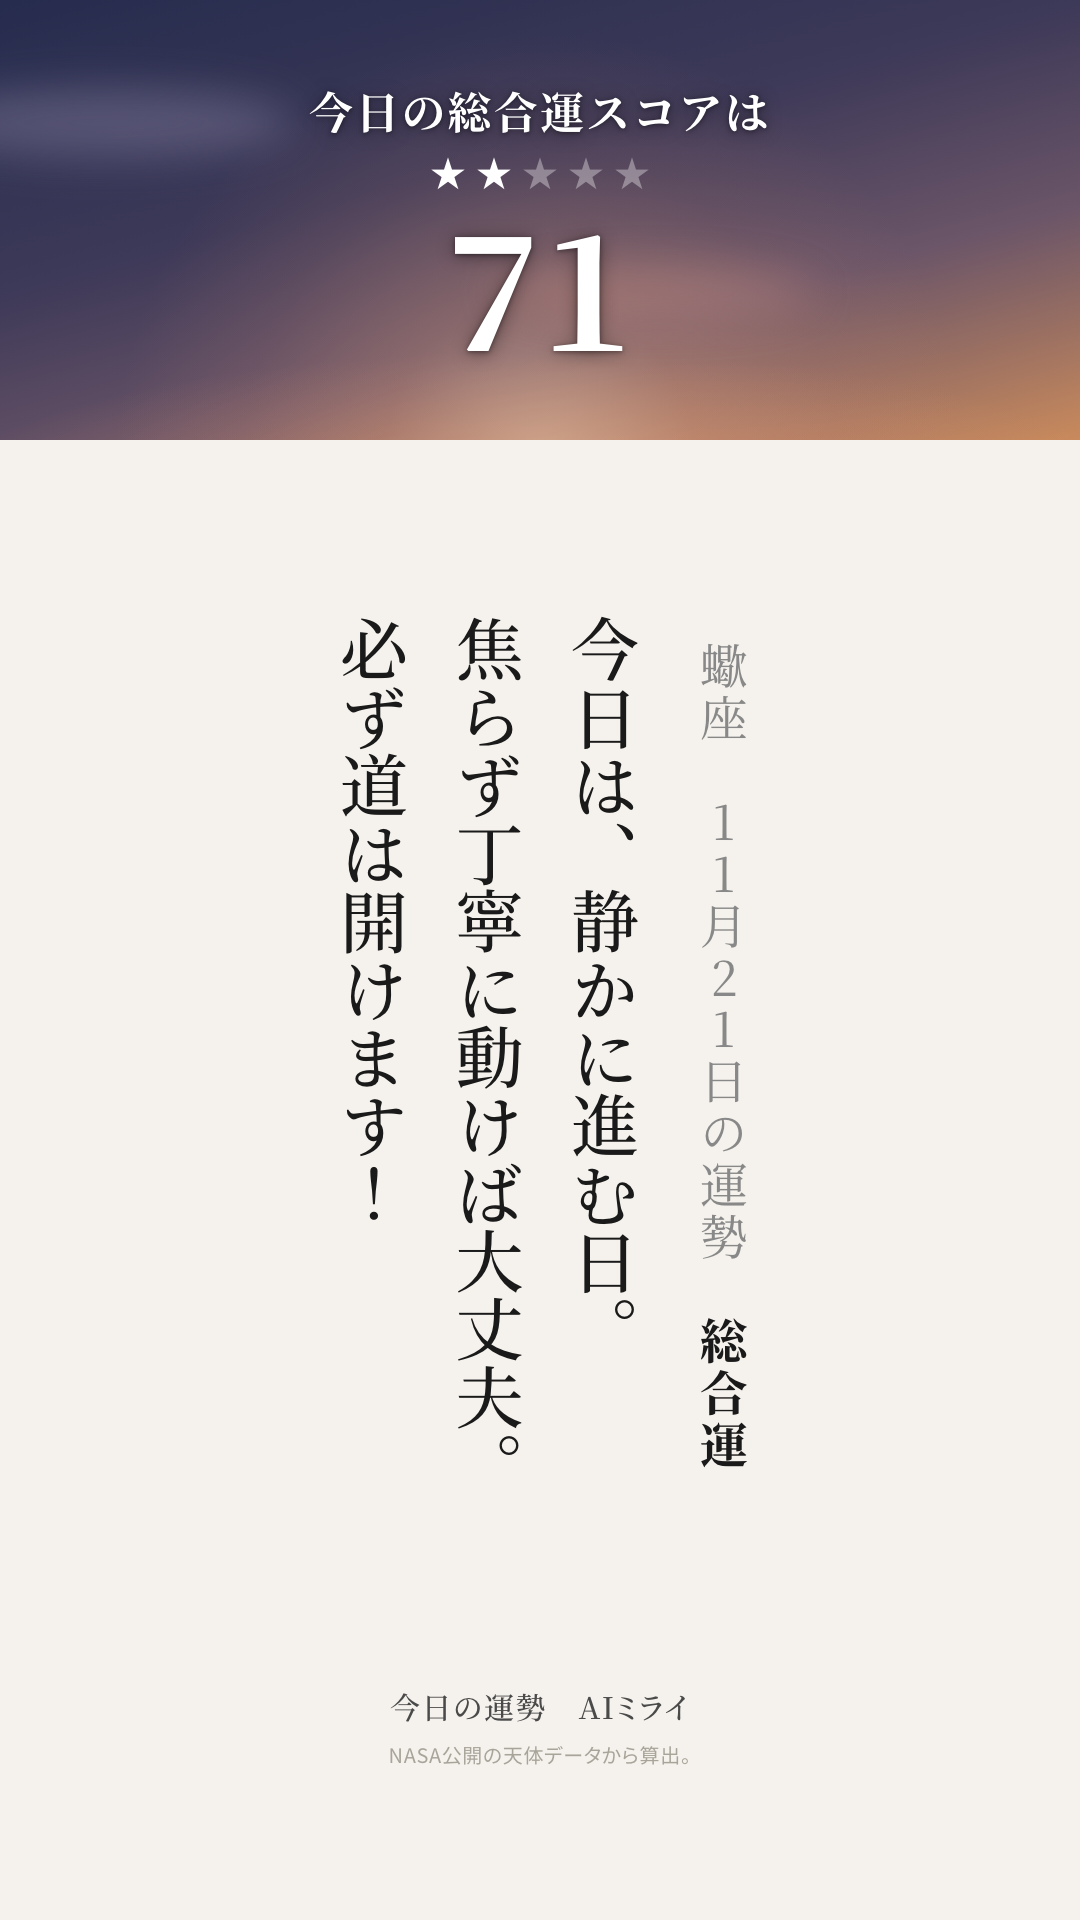 今日の総合運スコアは
★★★★★
71
蠍座　11月21日の運勢　総合運
今日は、静かに進む日。
焦らず丁寧に動けば大丈夫。
必ず道は開けます！
今日の運勢　AIミライ
NASA公開の天体データから算出。